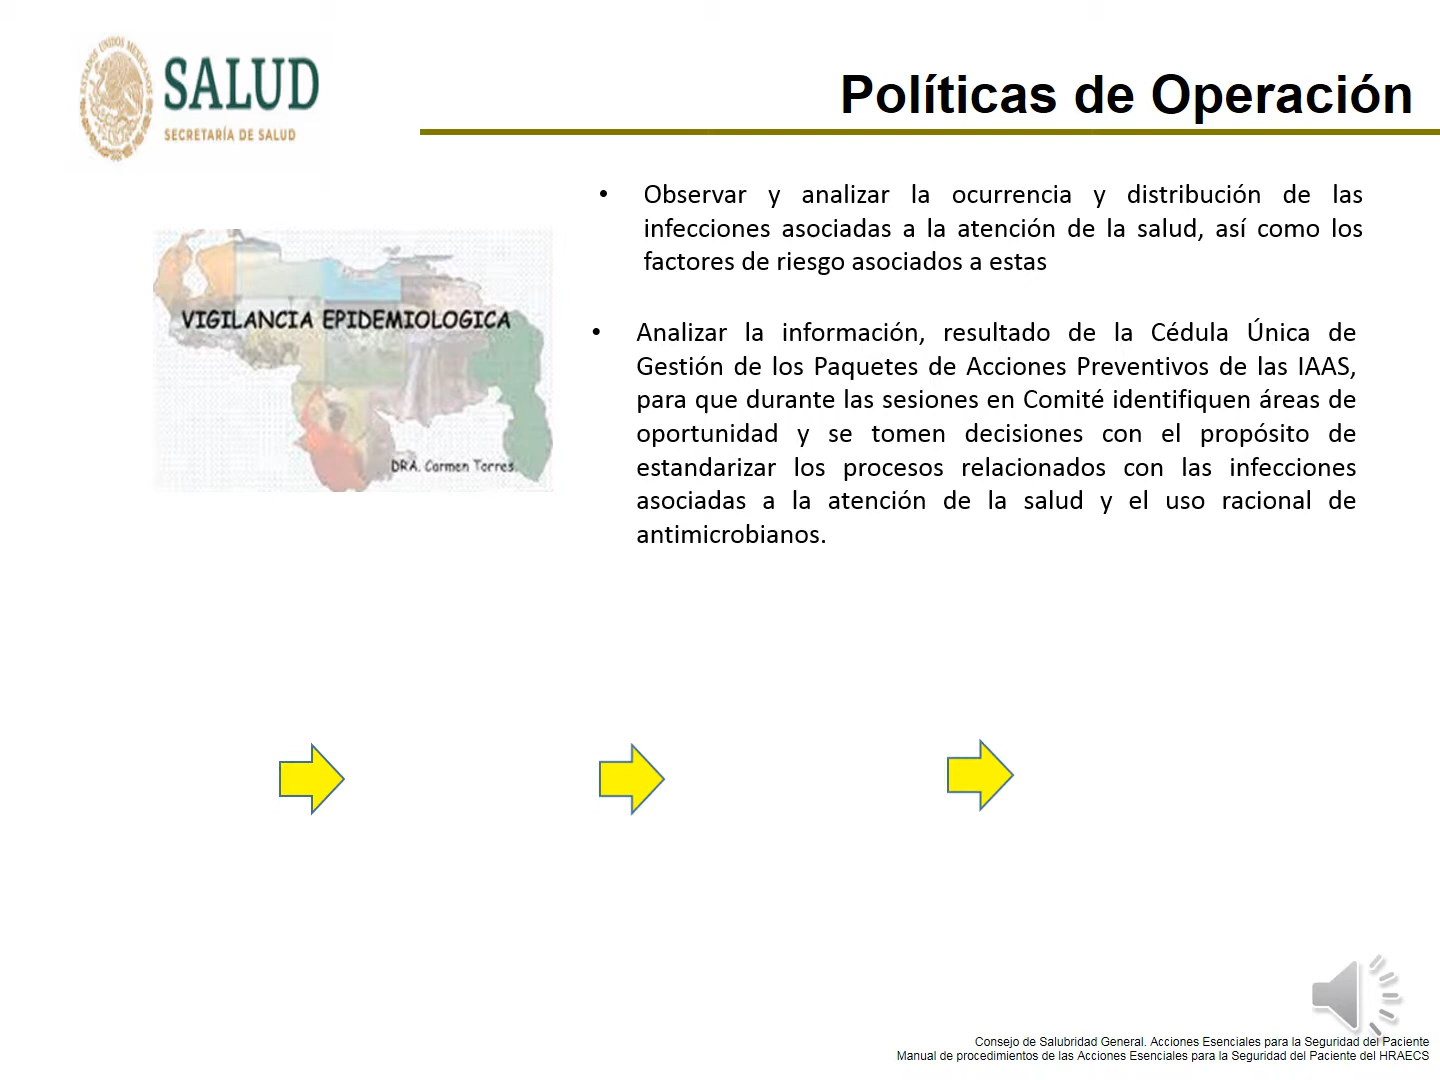 ESTADOS UNIDOS MEXICANOS
SALUD
SECRETARÍA DE SALUD
Políticas de Operación
• Observar y analizar la ocurrencia y distribución de las
infecciones asociadas a la atención de la salud, así como los
factores de riesgo asociados a estas
VIGILANCIA EPIDEMIOLOGICA
DRA. Carmen Torres.
• Analizar la información, resultado de la Cédula Única de
Gestión de los Paquetes de Acciones Preventivos de las IAAS,
para que durante las sesiones en Comité identifiquen áreas de
oportunidad y se tomen decisiones con el propósito de
estandarizar los procesos relacionados con las infecciones
asociadas a la atención de la salud y el uso racional de
antimicrobianos.
Consejo de Salubridad General. Acciones Esenciales para la Seguridad del Paciente
Manual de procedimientos de las Acciones Esenciales para la Seguridad del Paciente del HRAECS